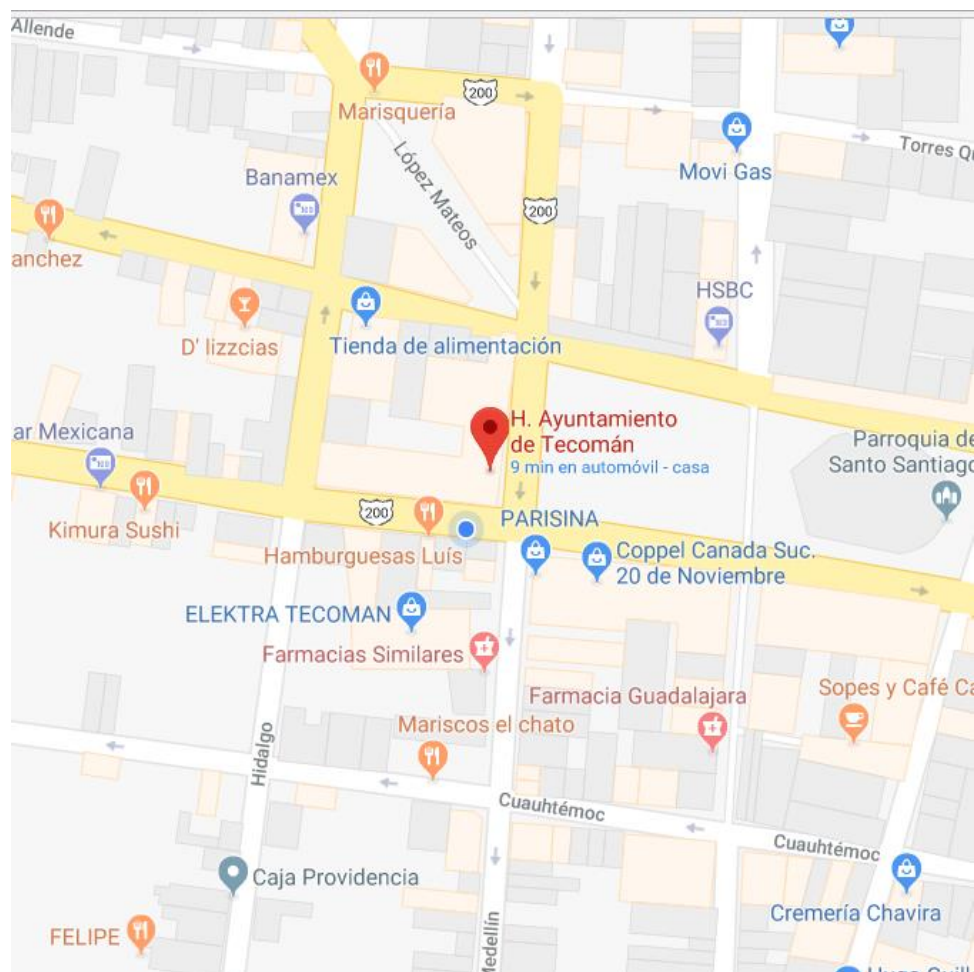 Allende
200
Marisquería
Torres Qu
López Mateos
Movi Gas
Banamex
200
anchez
HSBC
D' lizzcias
Tienda de alimentación
H. Ayuntamiento
de Tecomán
9 min en automóvil - casa
ar Mexicana
Parroquia de
Santo Santiago
200
PARISINA
Kimura Sushi
Hamburguesas Luís
Coppel Canada Suc.
20 de Noviembre
ELEKTRA TECOMAN
Farmacias Similares
Farmacia Guadalajara
Sopes y Café Ca
Mariscos el chato
Hidalgo
Cuauhtémoc
Cuauhtémoc
Caja Providencia
Cremería Chavira
FELIPE
Medellín